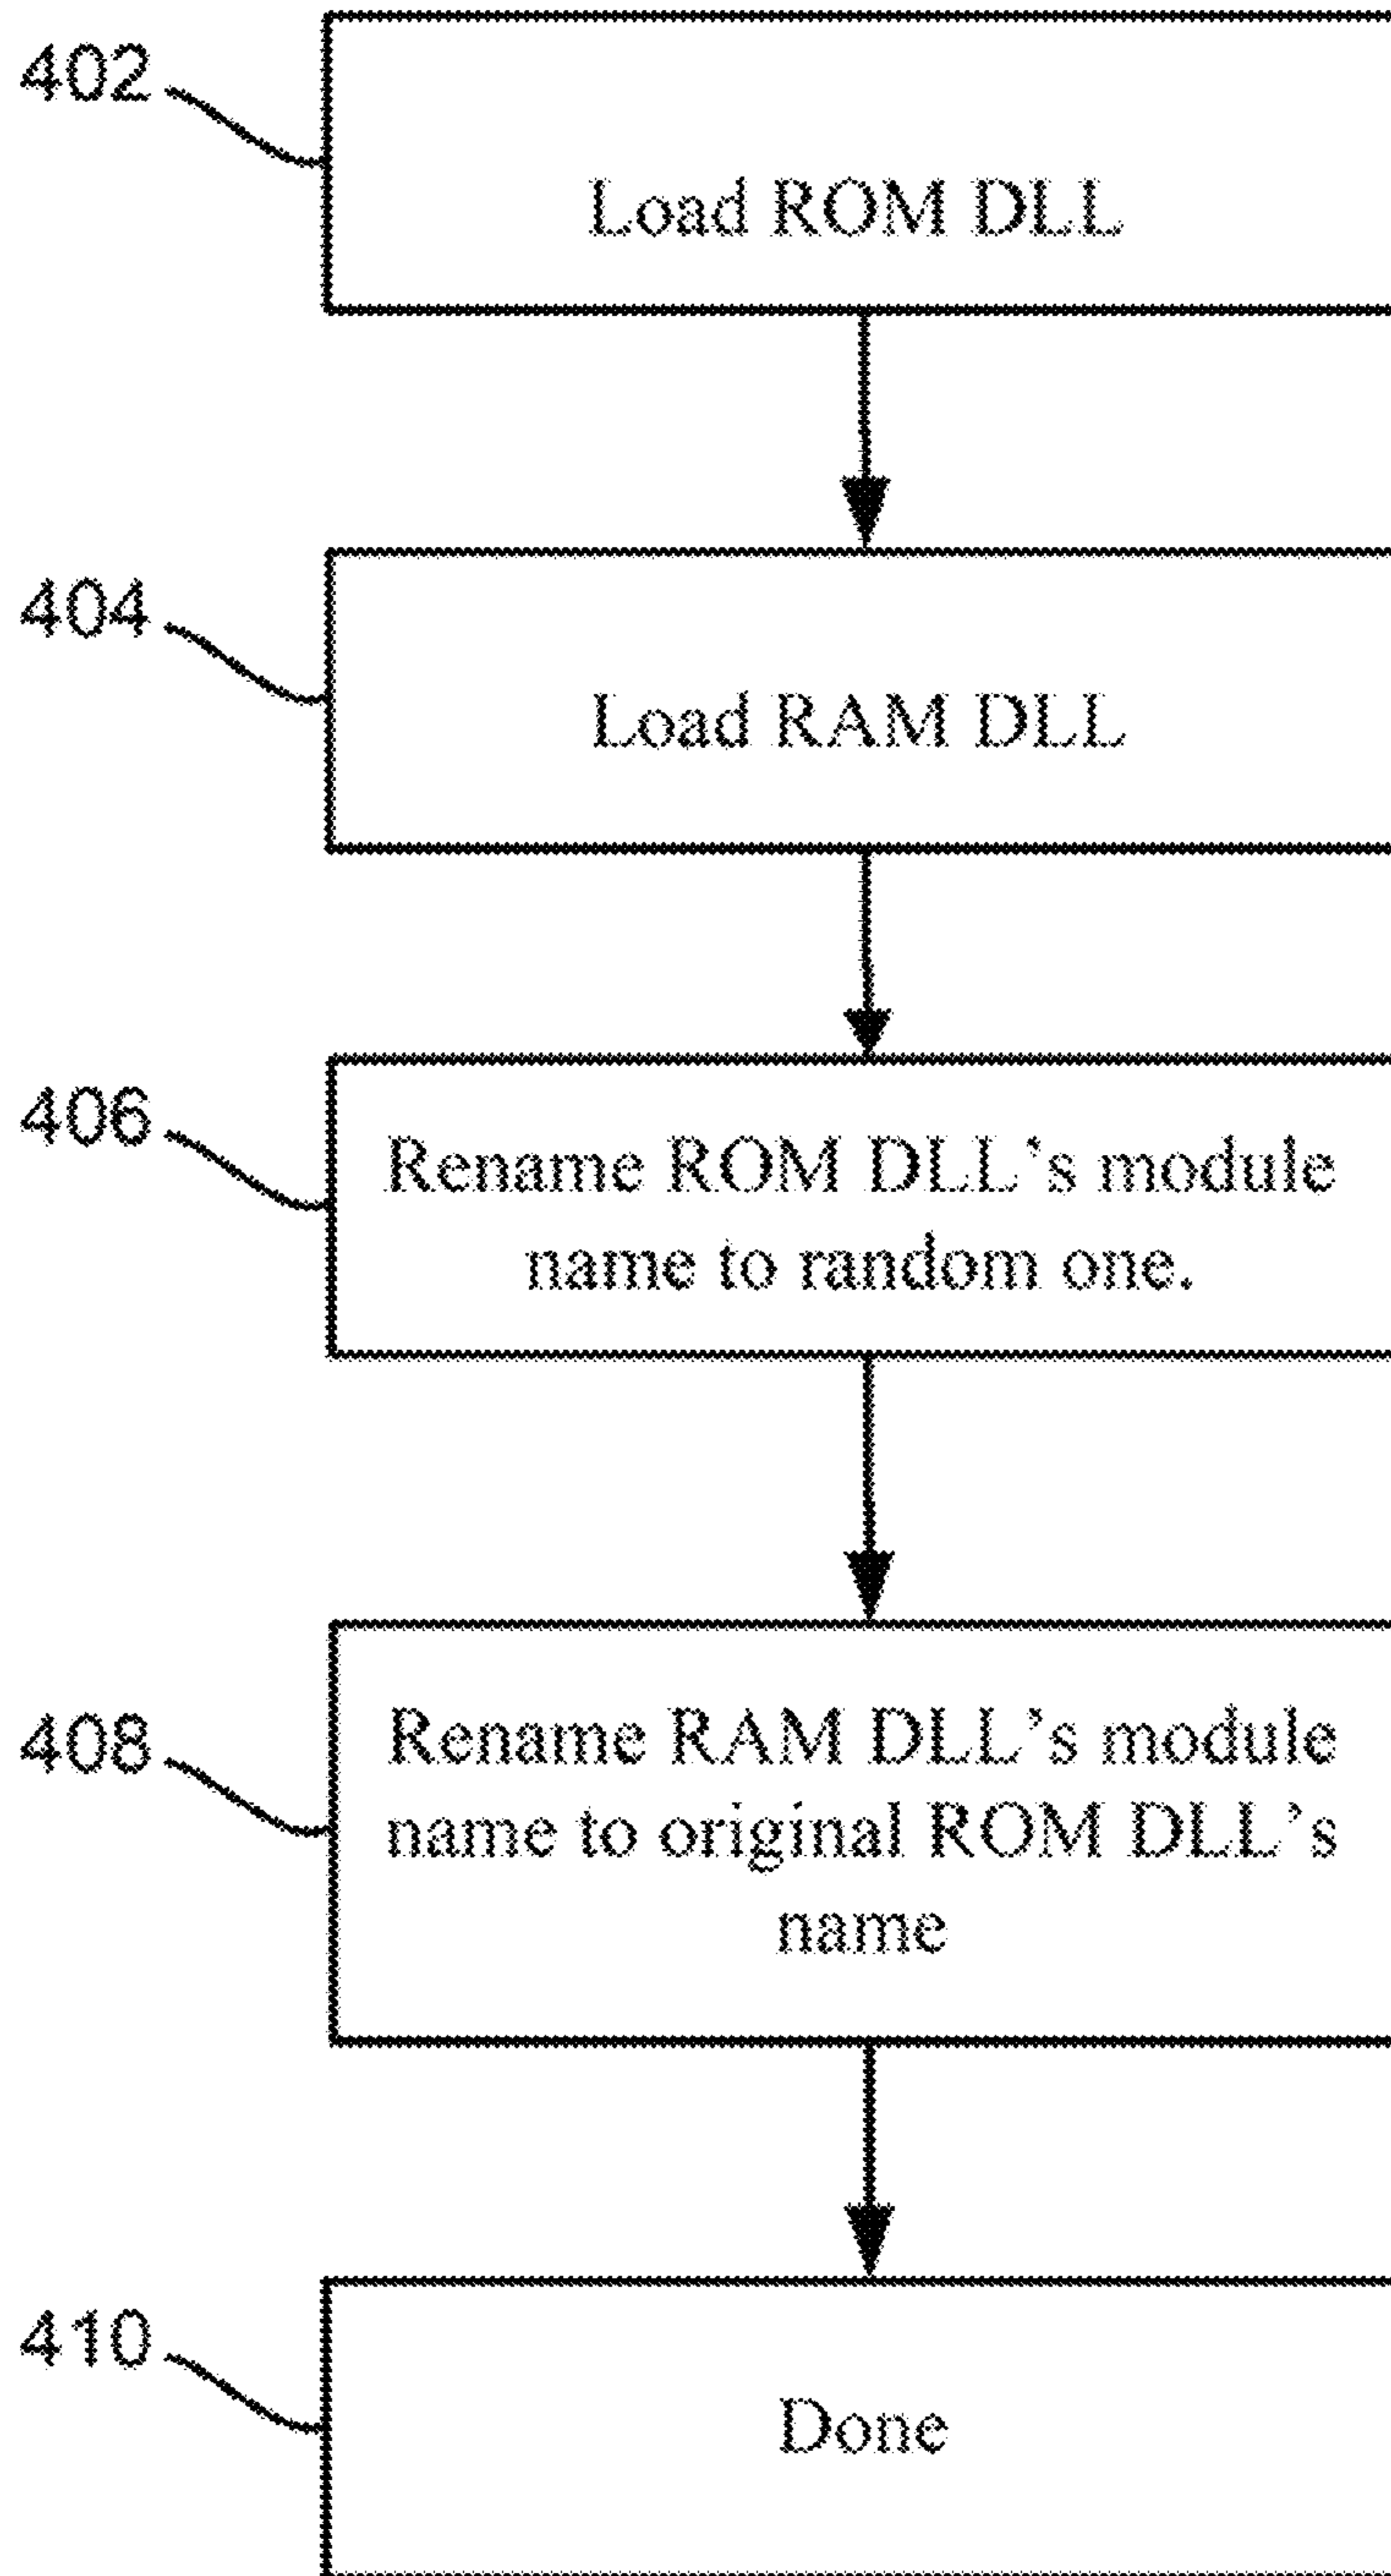 402
Load ROM DLL
404
Load RAM DLL
406
Rename ROM DLL's module
name to random one.
408
Rename RAM DLL's module
name to original ROM DLL's
name
410
Done